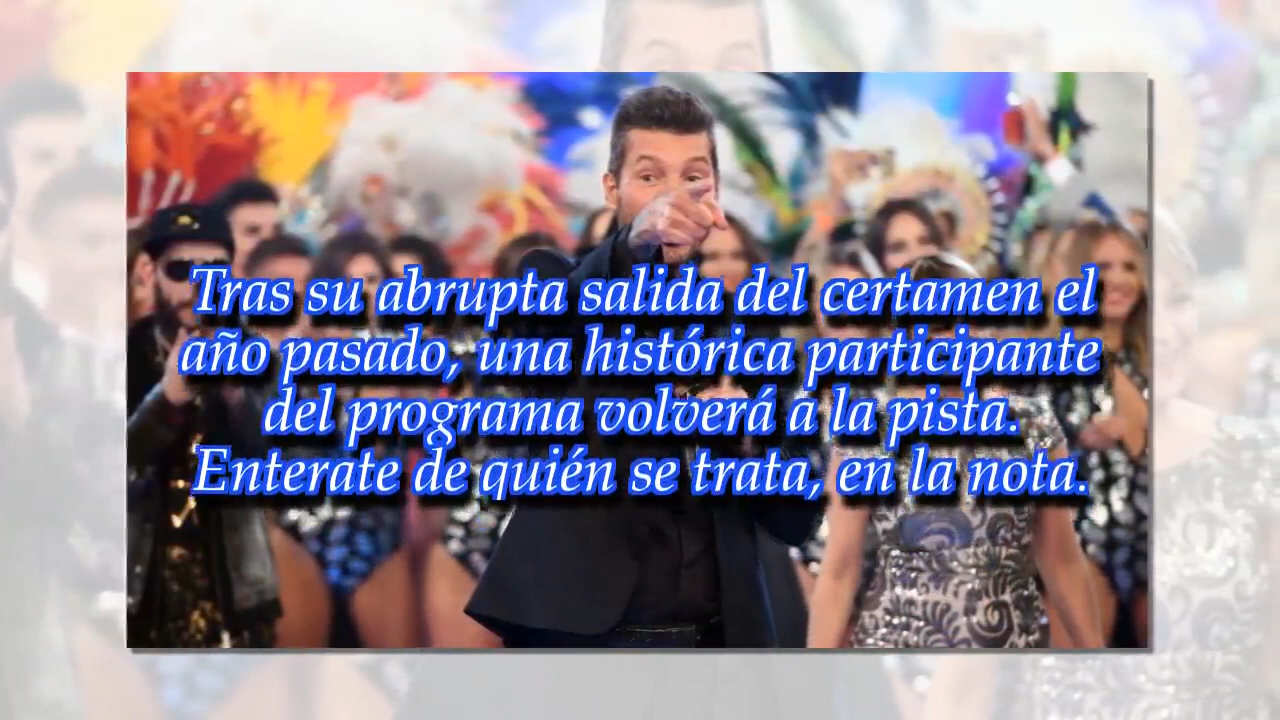 Tras su abrupta salida del certamen el
año pasado, una histórica participante
del programa volverá a la pista.
Enterate de quién se trata, en la nota.